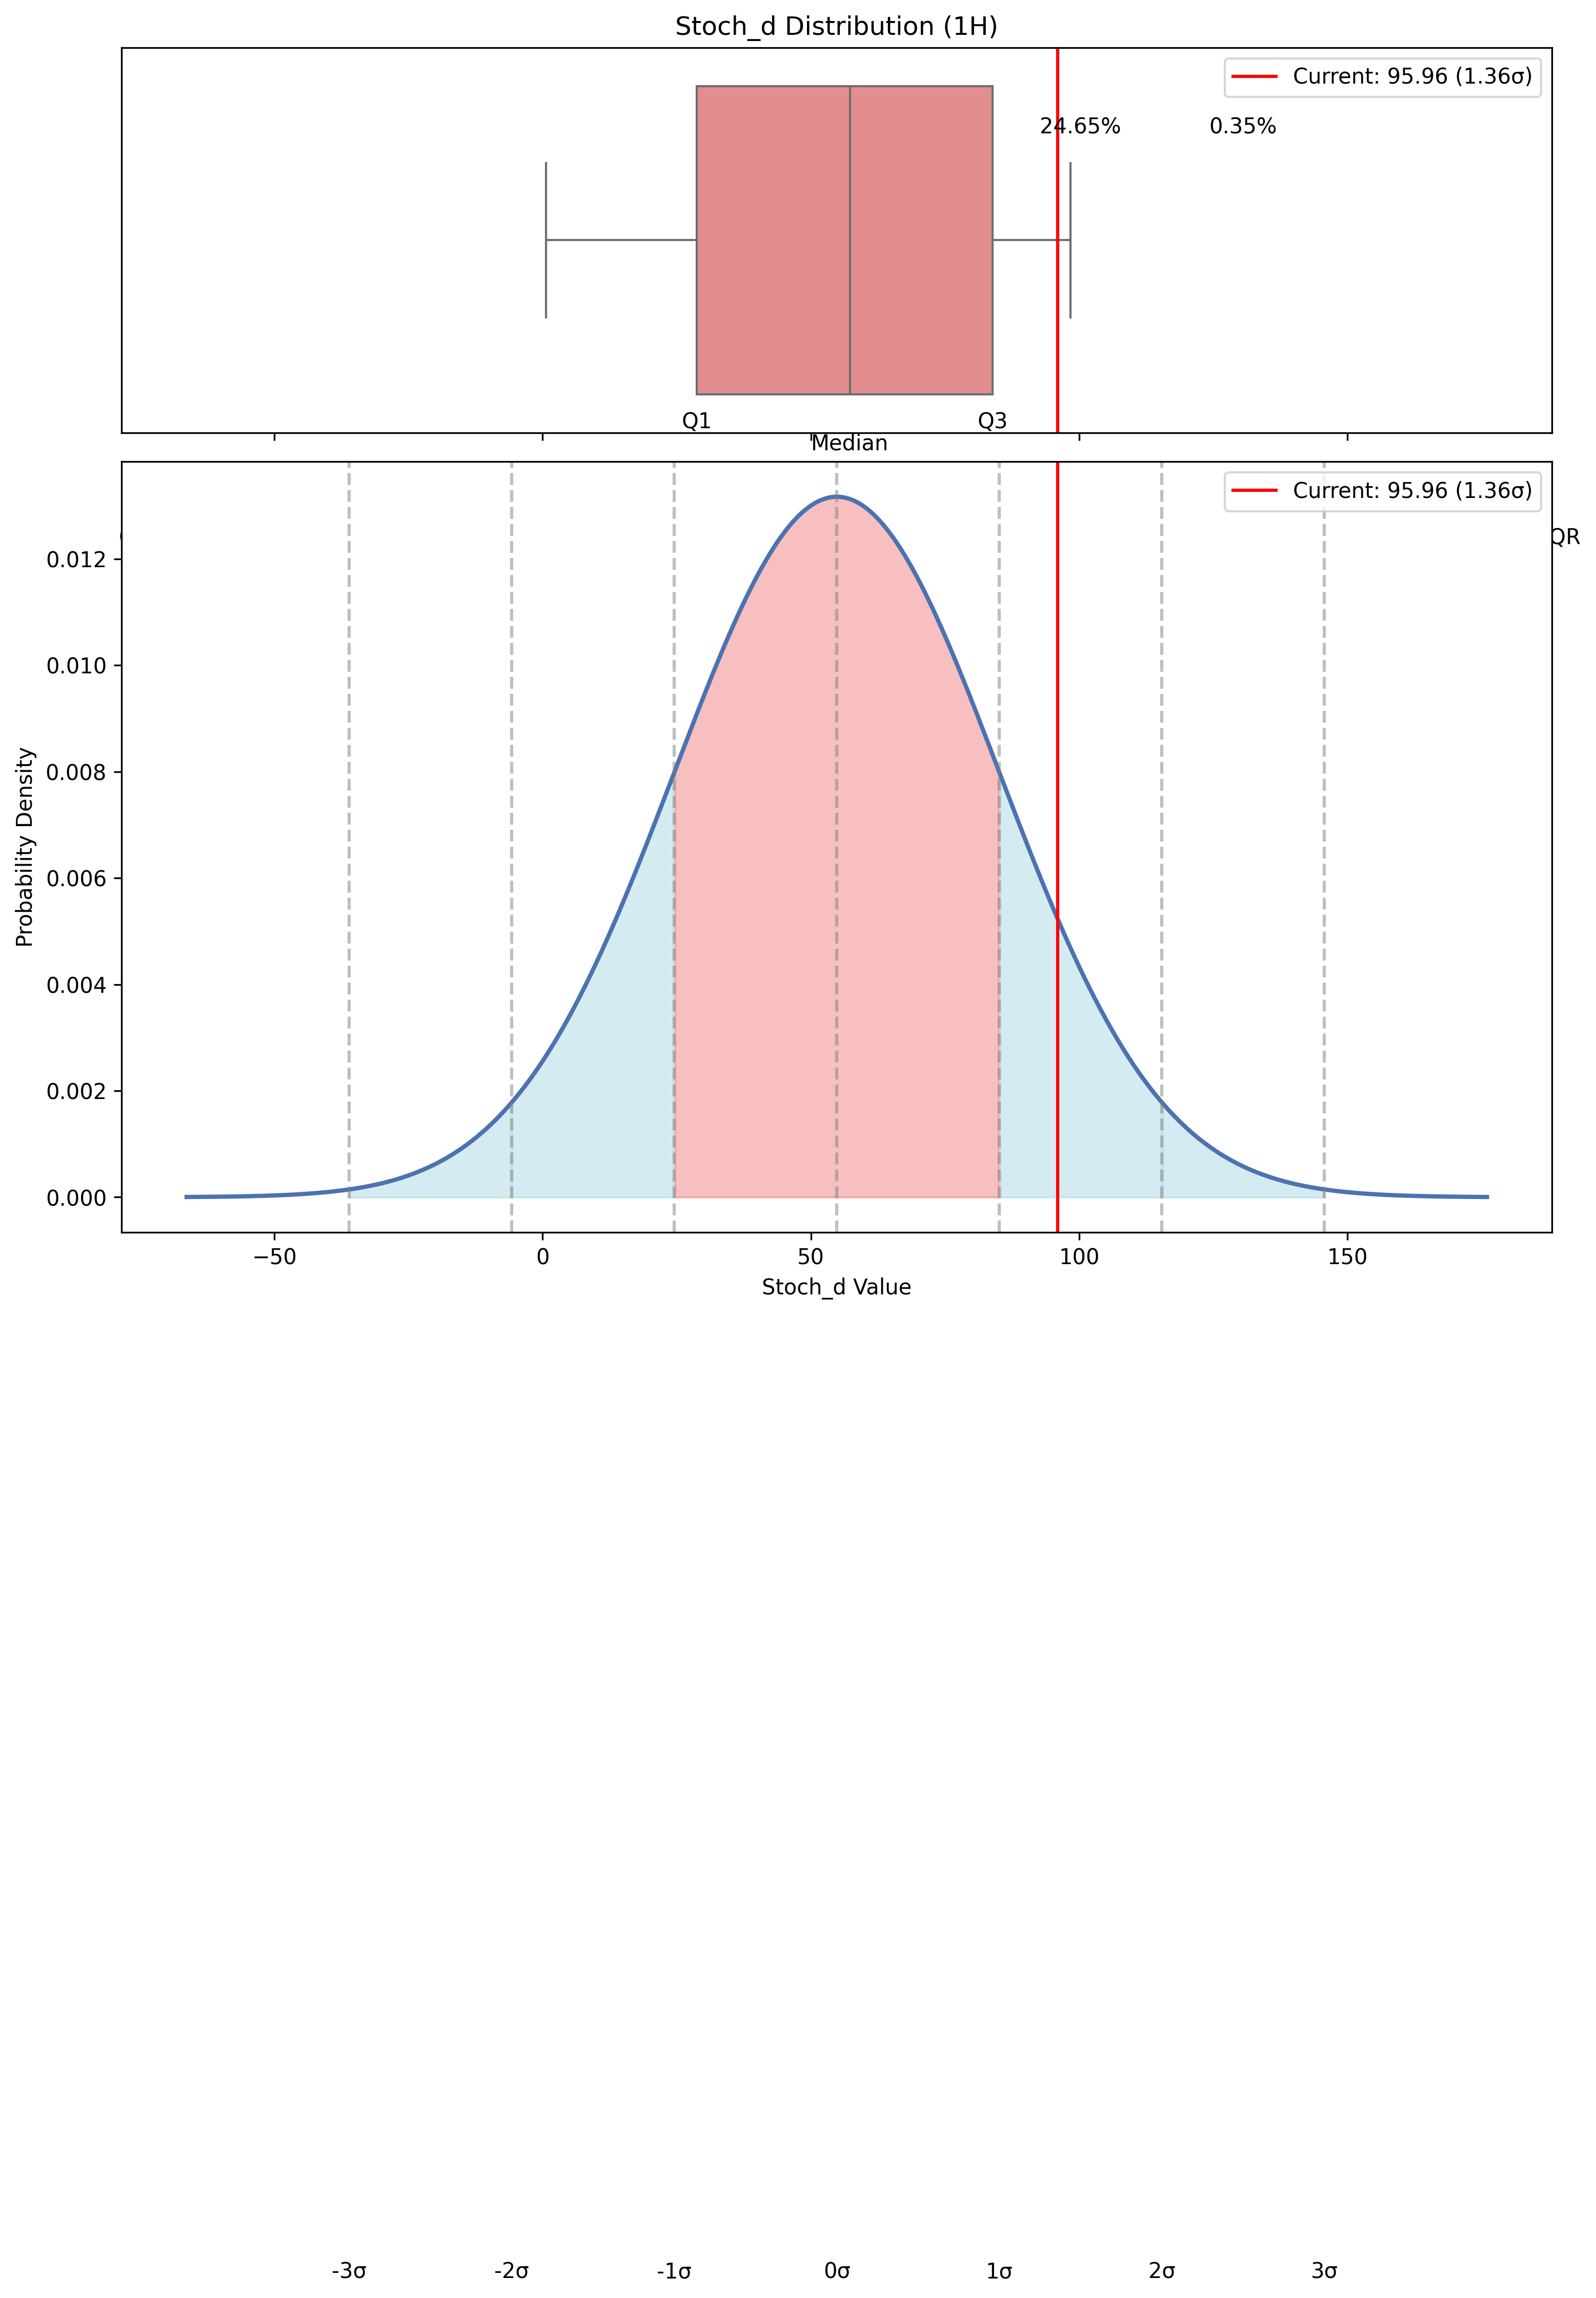 Stoch_d Distribution (1H)
Current: 95.96 (1.36σ)
24.65%
0.35%
Q1
Q3
Median
Current: 95.96 (1.36σ)
QR
0.012
0.010
0.008
0.006
0.004
0.002
0.000
Probability Density
−50
0
50
100
150
Stoch_d Value
-3σ
-2σ
-1σ
0σ
1σ
2σ
3σ